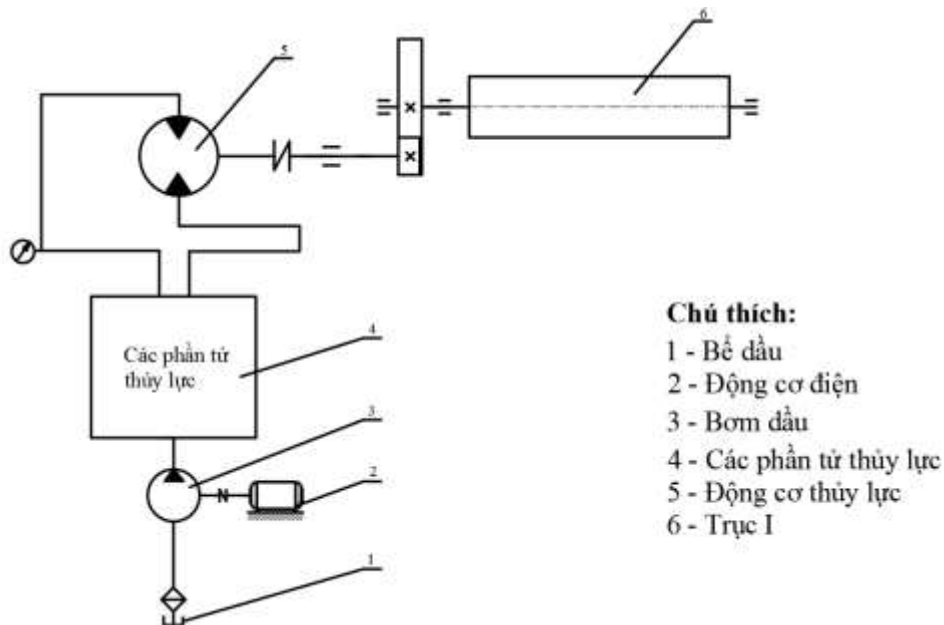 6
5
Các phần tử
thủy lực
4
3
2
1
Chú thích:
1 - Bể dầu
2 - Động cơ điện
3 - Bơm dầu
4 - Các phần tử thủy lực
5 - Động cơ thủy lực
6 - Trục I